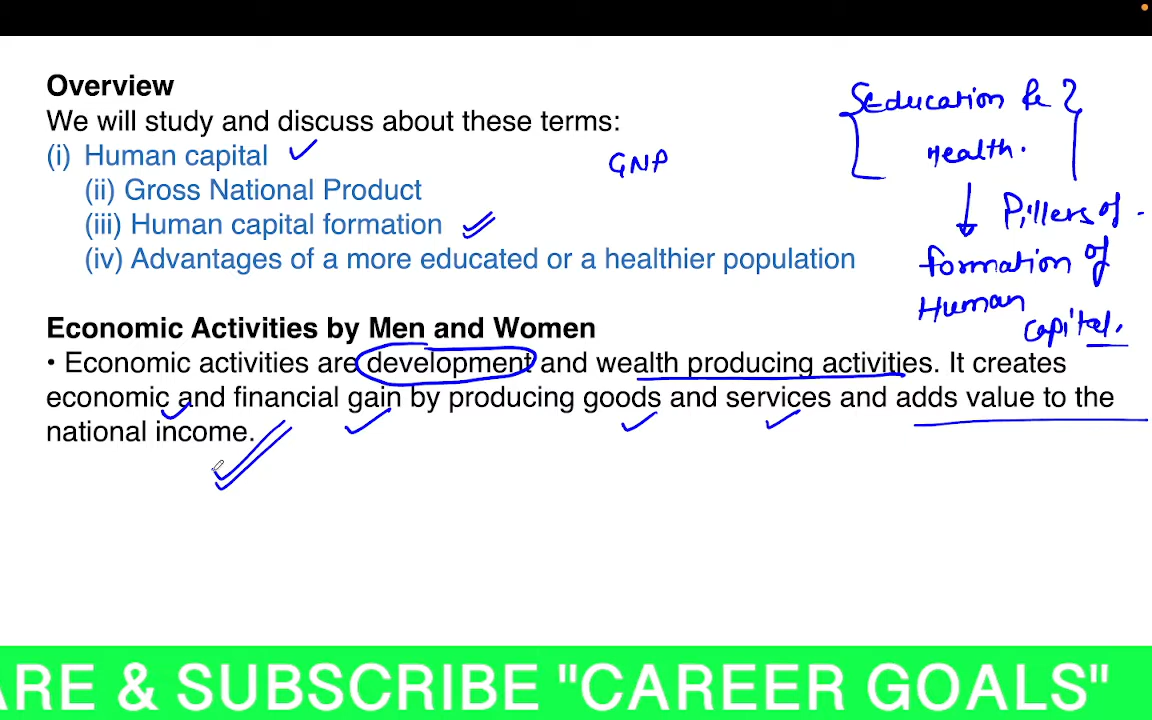 Overview
We will study and discuss about these terms:
(i) Human capital
(ii) Gross National Product
(iii) Human capital formation
(iv) Advantages of a more educated or a healthier population
GNP
Education &
Health.
Pillers of
formation of
Human
capital.
Economic Activities by Men and Women
• Economic activities are development and wealth producing activities. It creates
economic and financial gain by producing goods and services and adds value to the
national income.
ARE & SUBSCRIBE "CAREER GOALS"